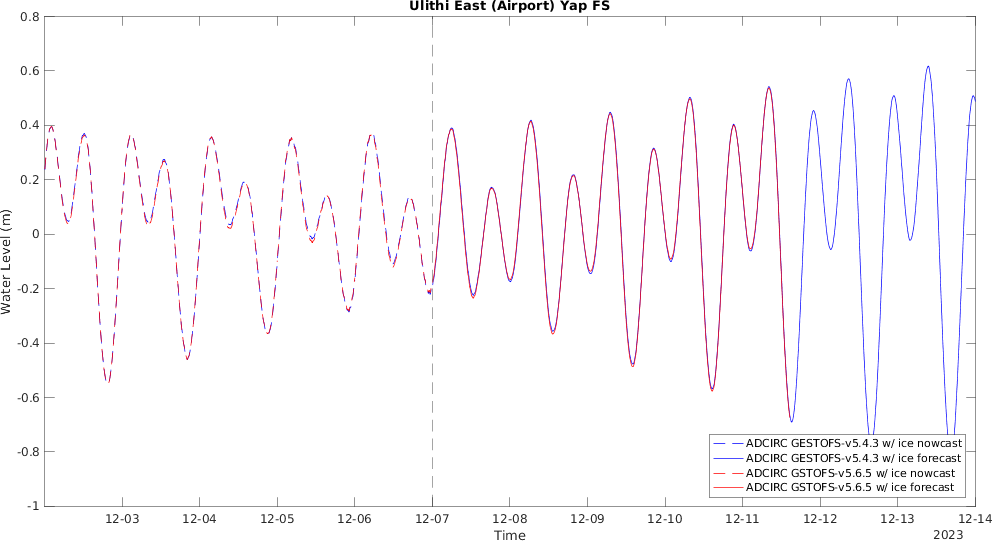 Ulithi East (Airport) Yap FS
Water Level (m)
0.8
0.6
0.4
0.2
0
-0.2
-0.4
-0.6
-0.8
-1
ADCIRC GESTOFS-v5.4.3 w/ ice nowcast
ADCIRC GESTOFS-v5.4.3 w/ ice forecast
ADCIRC GSTOFS-v5.6.5 w/ ice nowcast
ADCIRC GSTOFS-v5.6.5 w/ ice forecast
12-03 12-04 12-05 12-06 12-07 12-08 12-09 12-10 12-11 12-12 12-13 12-14
Time
2023